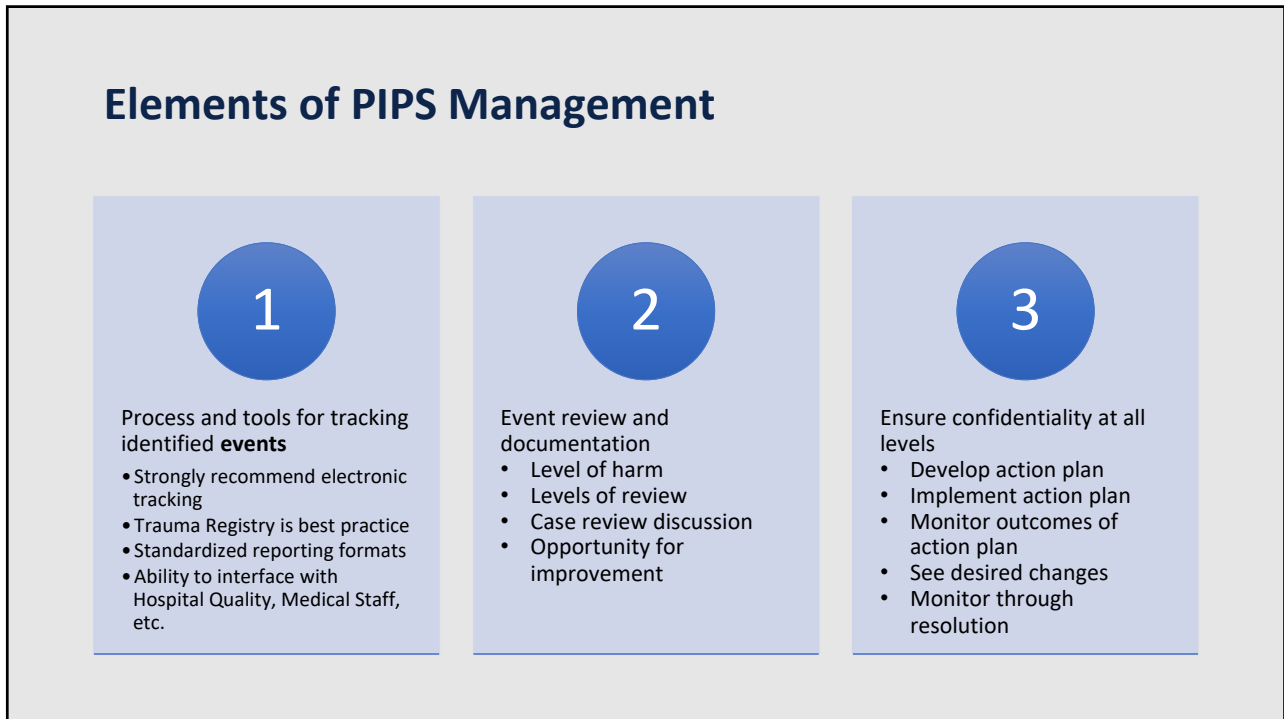 Elements of PIPS Management
1
Process and tools for tracking
identified events
•Strongly recommend electronic
tracking
•Trauma Registry is best practice
•Standardized reporting formats
•Ability to interface with
Hospital Quality, Medical Staff,
etc.
2
Event review and
documentation
• Level of harm
• Levels of review
• Case review discussion
• Opportunity for
improvement
3
Ensure confidentiality at all
levels
• Develop action plan
• Implement action plan
• Monitor outcomes of
action plan
• See desired changes
• Monitor through
resolution